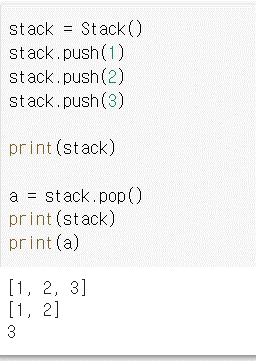 stack = Stack()
stack.push(1)
stack.push(2)
stack.push(3)
print(stack)
a = stack.pop()
print(stack)
print(a)
[1, 2, 3]
[1, 2]
3